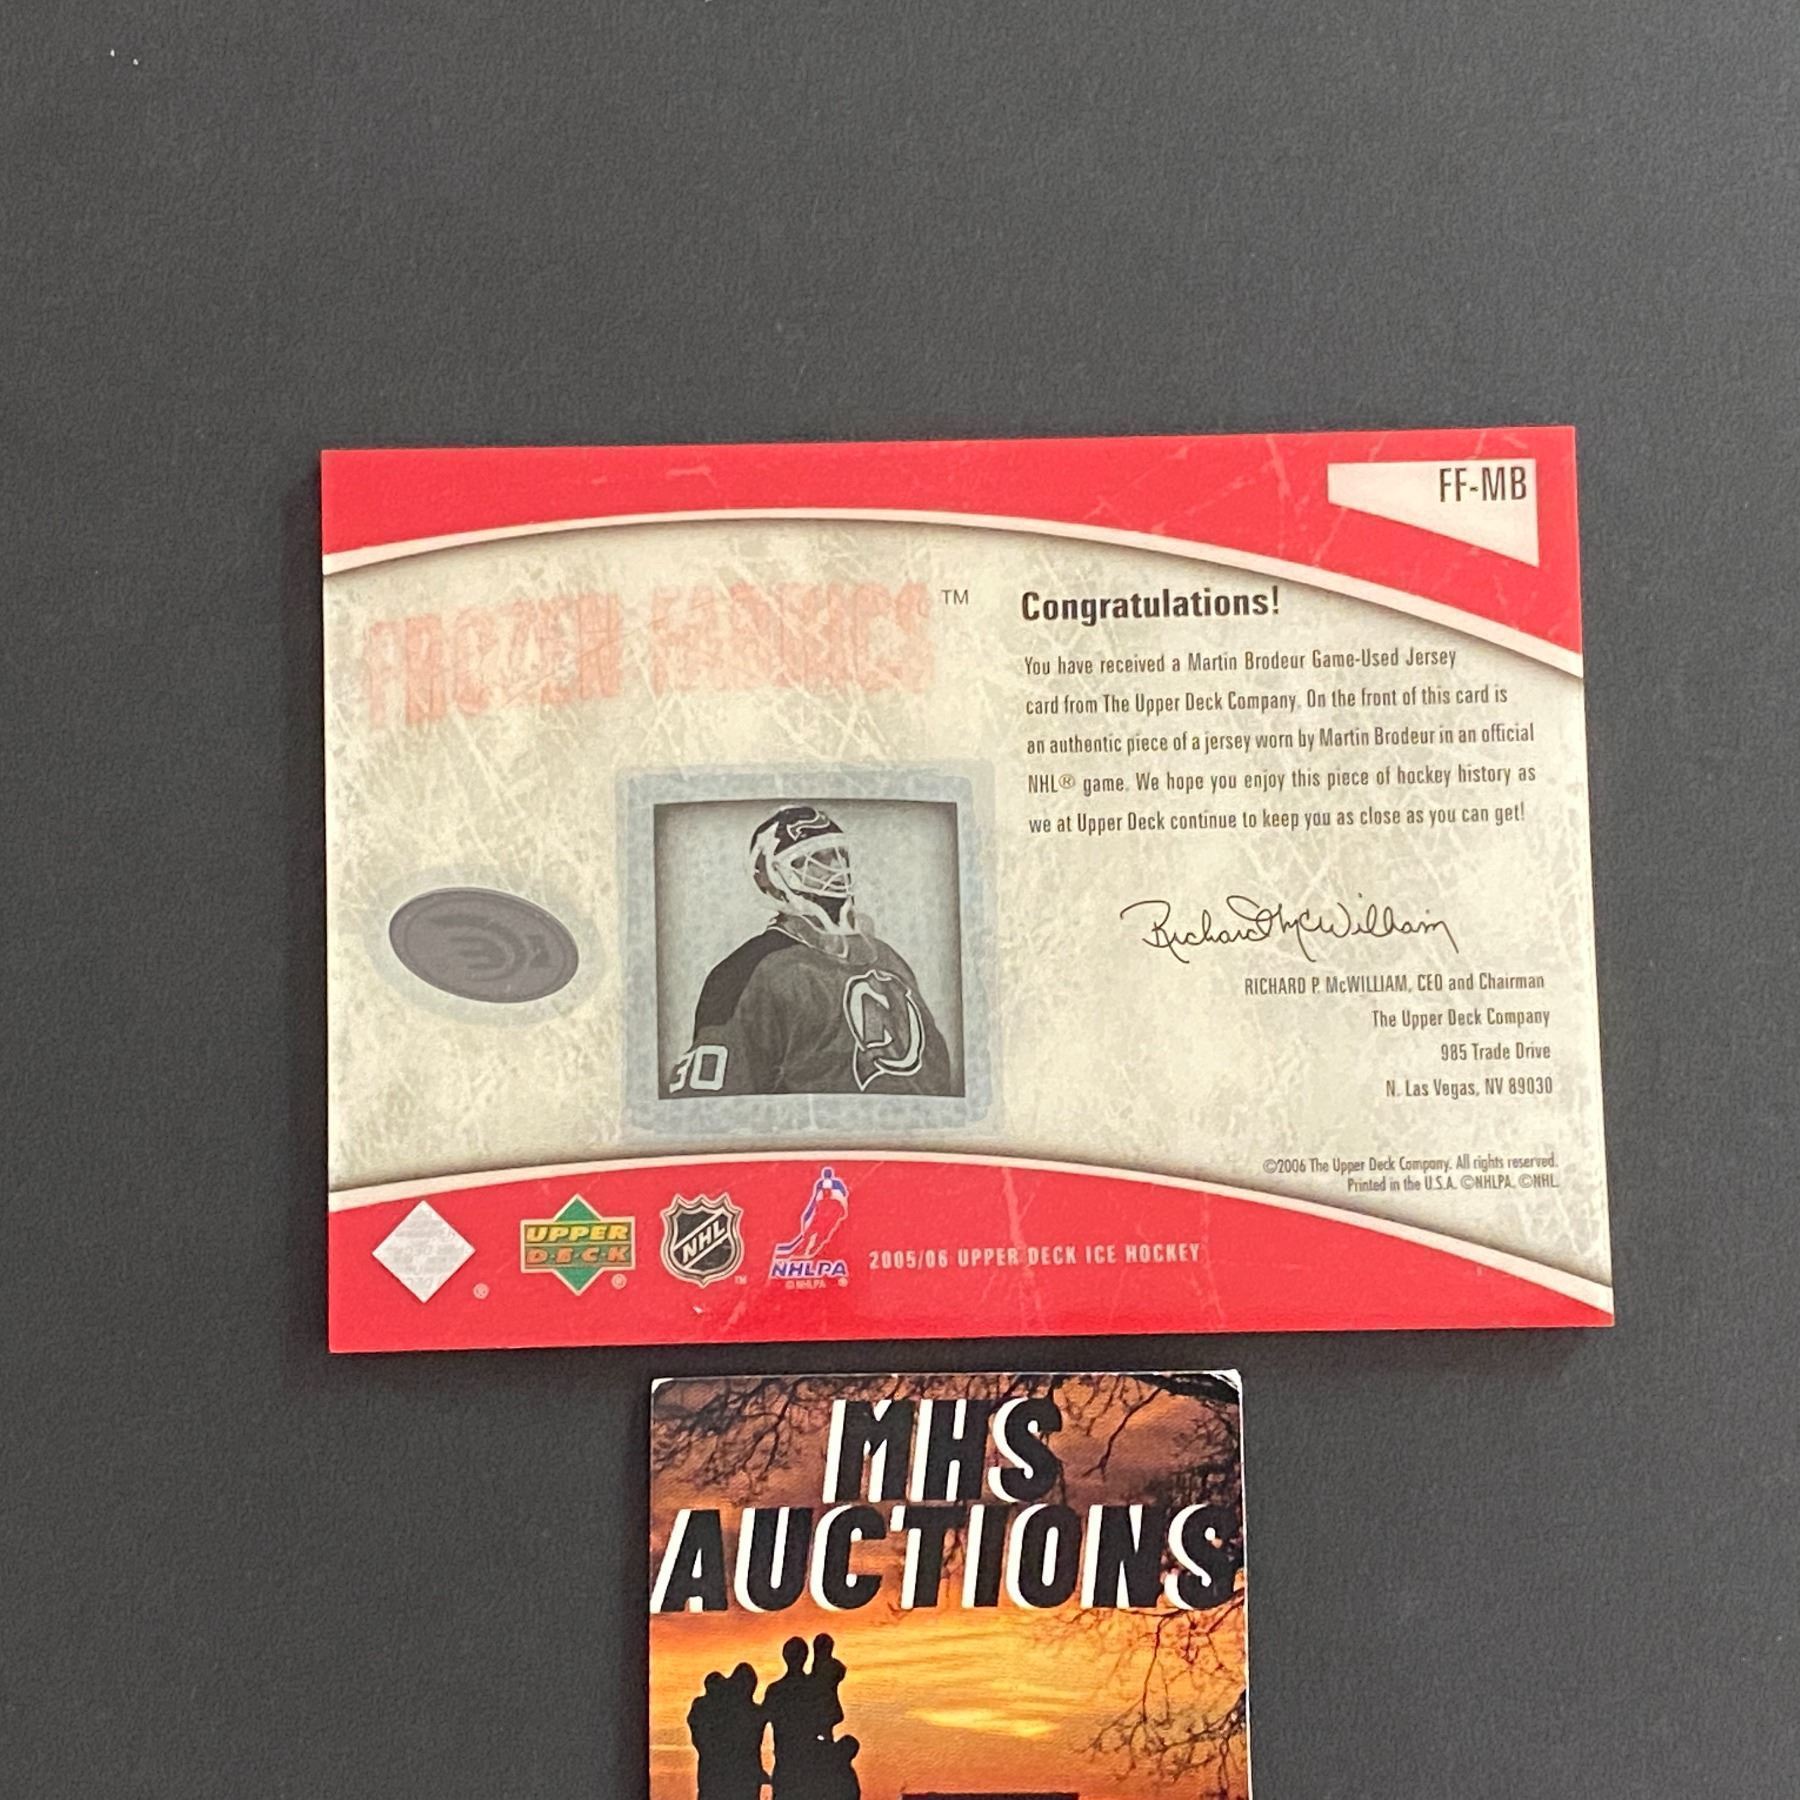 FF-MB
FROZEN FABRICS™
Congratulations!
You have received a Martin Brodeur Game-Used Jersey
card from The Upper Deck Company. On the front of this card is
an authentic piece of a jersey worn by Martin Brodeur in an official
NHL® game. We hope you enjoy this piece of hockey history as
we at Upper Deck continue to keep you as close as you can get!
Richard McWilliam
RICHARD P. McWILLIAM, CEO and Chairman
The Upper Deck Company
985 Trade Drive
N. Las Vegas, NV 89030
30
©2006 The Upper Deck Company. All rights reserved.
Printed in the U.S.A. ©NHLPA. ©NHL.
®
UPPER
D·E·C·K
®
NHL
™
NHLPA
©NHLPA ®
2005/06 UPPER DECK ICE HOCKEY
MHS
AUCTIONS